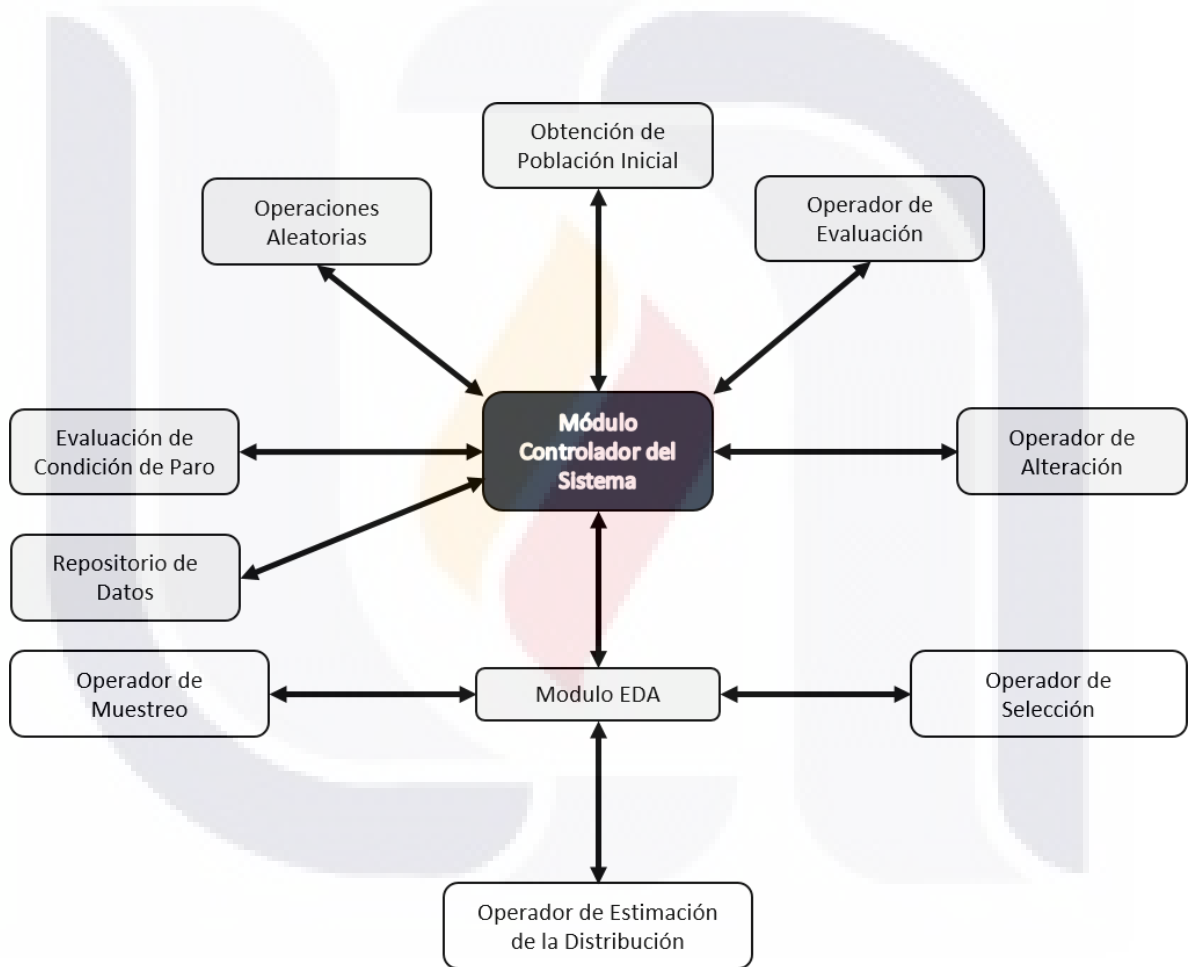 Obtención de
Población Inicial
Operaciones
Aleatorias
Operador de
Evaluación
Módulo
Controlador del
Sistema
Evaluación de
Condición de Paro
Operador de
Alteración
Repositorio de
Datos
Operador de
Muestreo
Modulo EDA
Operador de
Selección
Operador de Estimación
de la Distribución